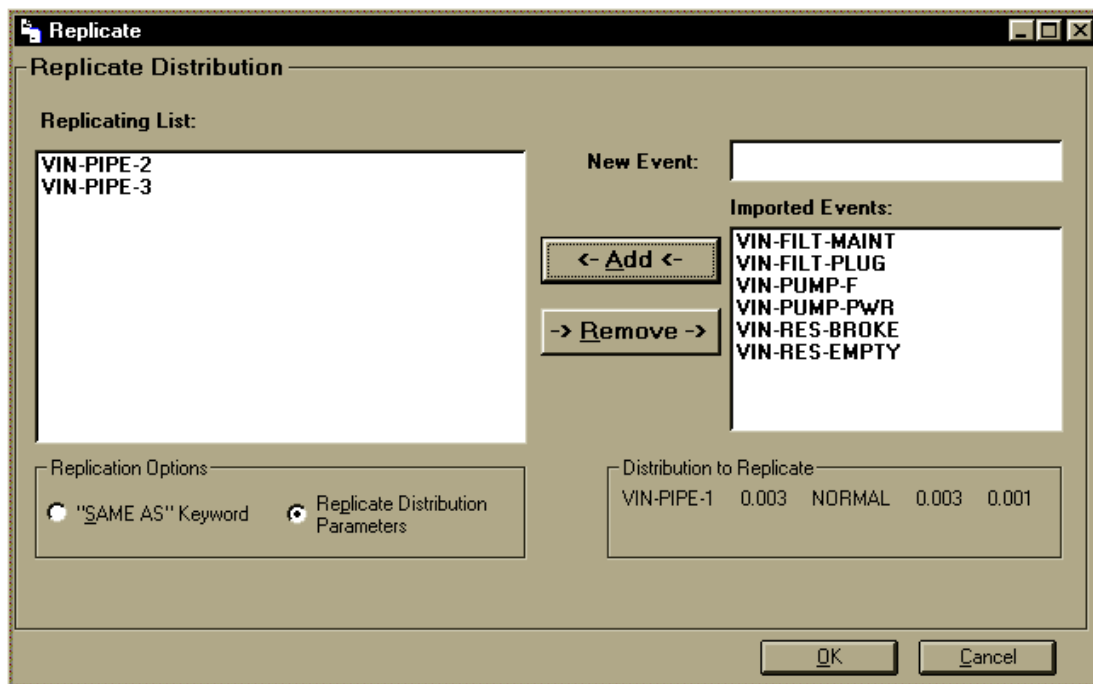 Replicate
Replicate Distribution
Replicating List:
VIN-PIPE-2
VIN-PIPE-3
New Event:
Imported Events:
VIN-FILT-MAINT
VIN-FILT-PLUG
VIN-PUMP-F
VIN-PUMP-PWR
VIN-RES-BROKE
VIN-RES-EMPTY
<- Add <-
-> Remove ->
Replication Options
"SAME AS" Keyword
Replicate Distribution
Parameters
Distribution to Replicate
VIN-PIPE-1 0.003 NORMAL 0.003 0.001
OK
Cancel